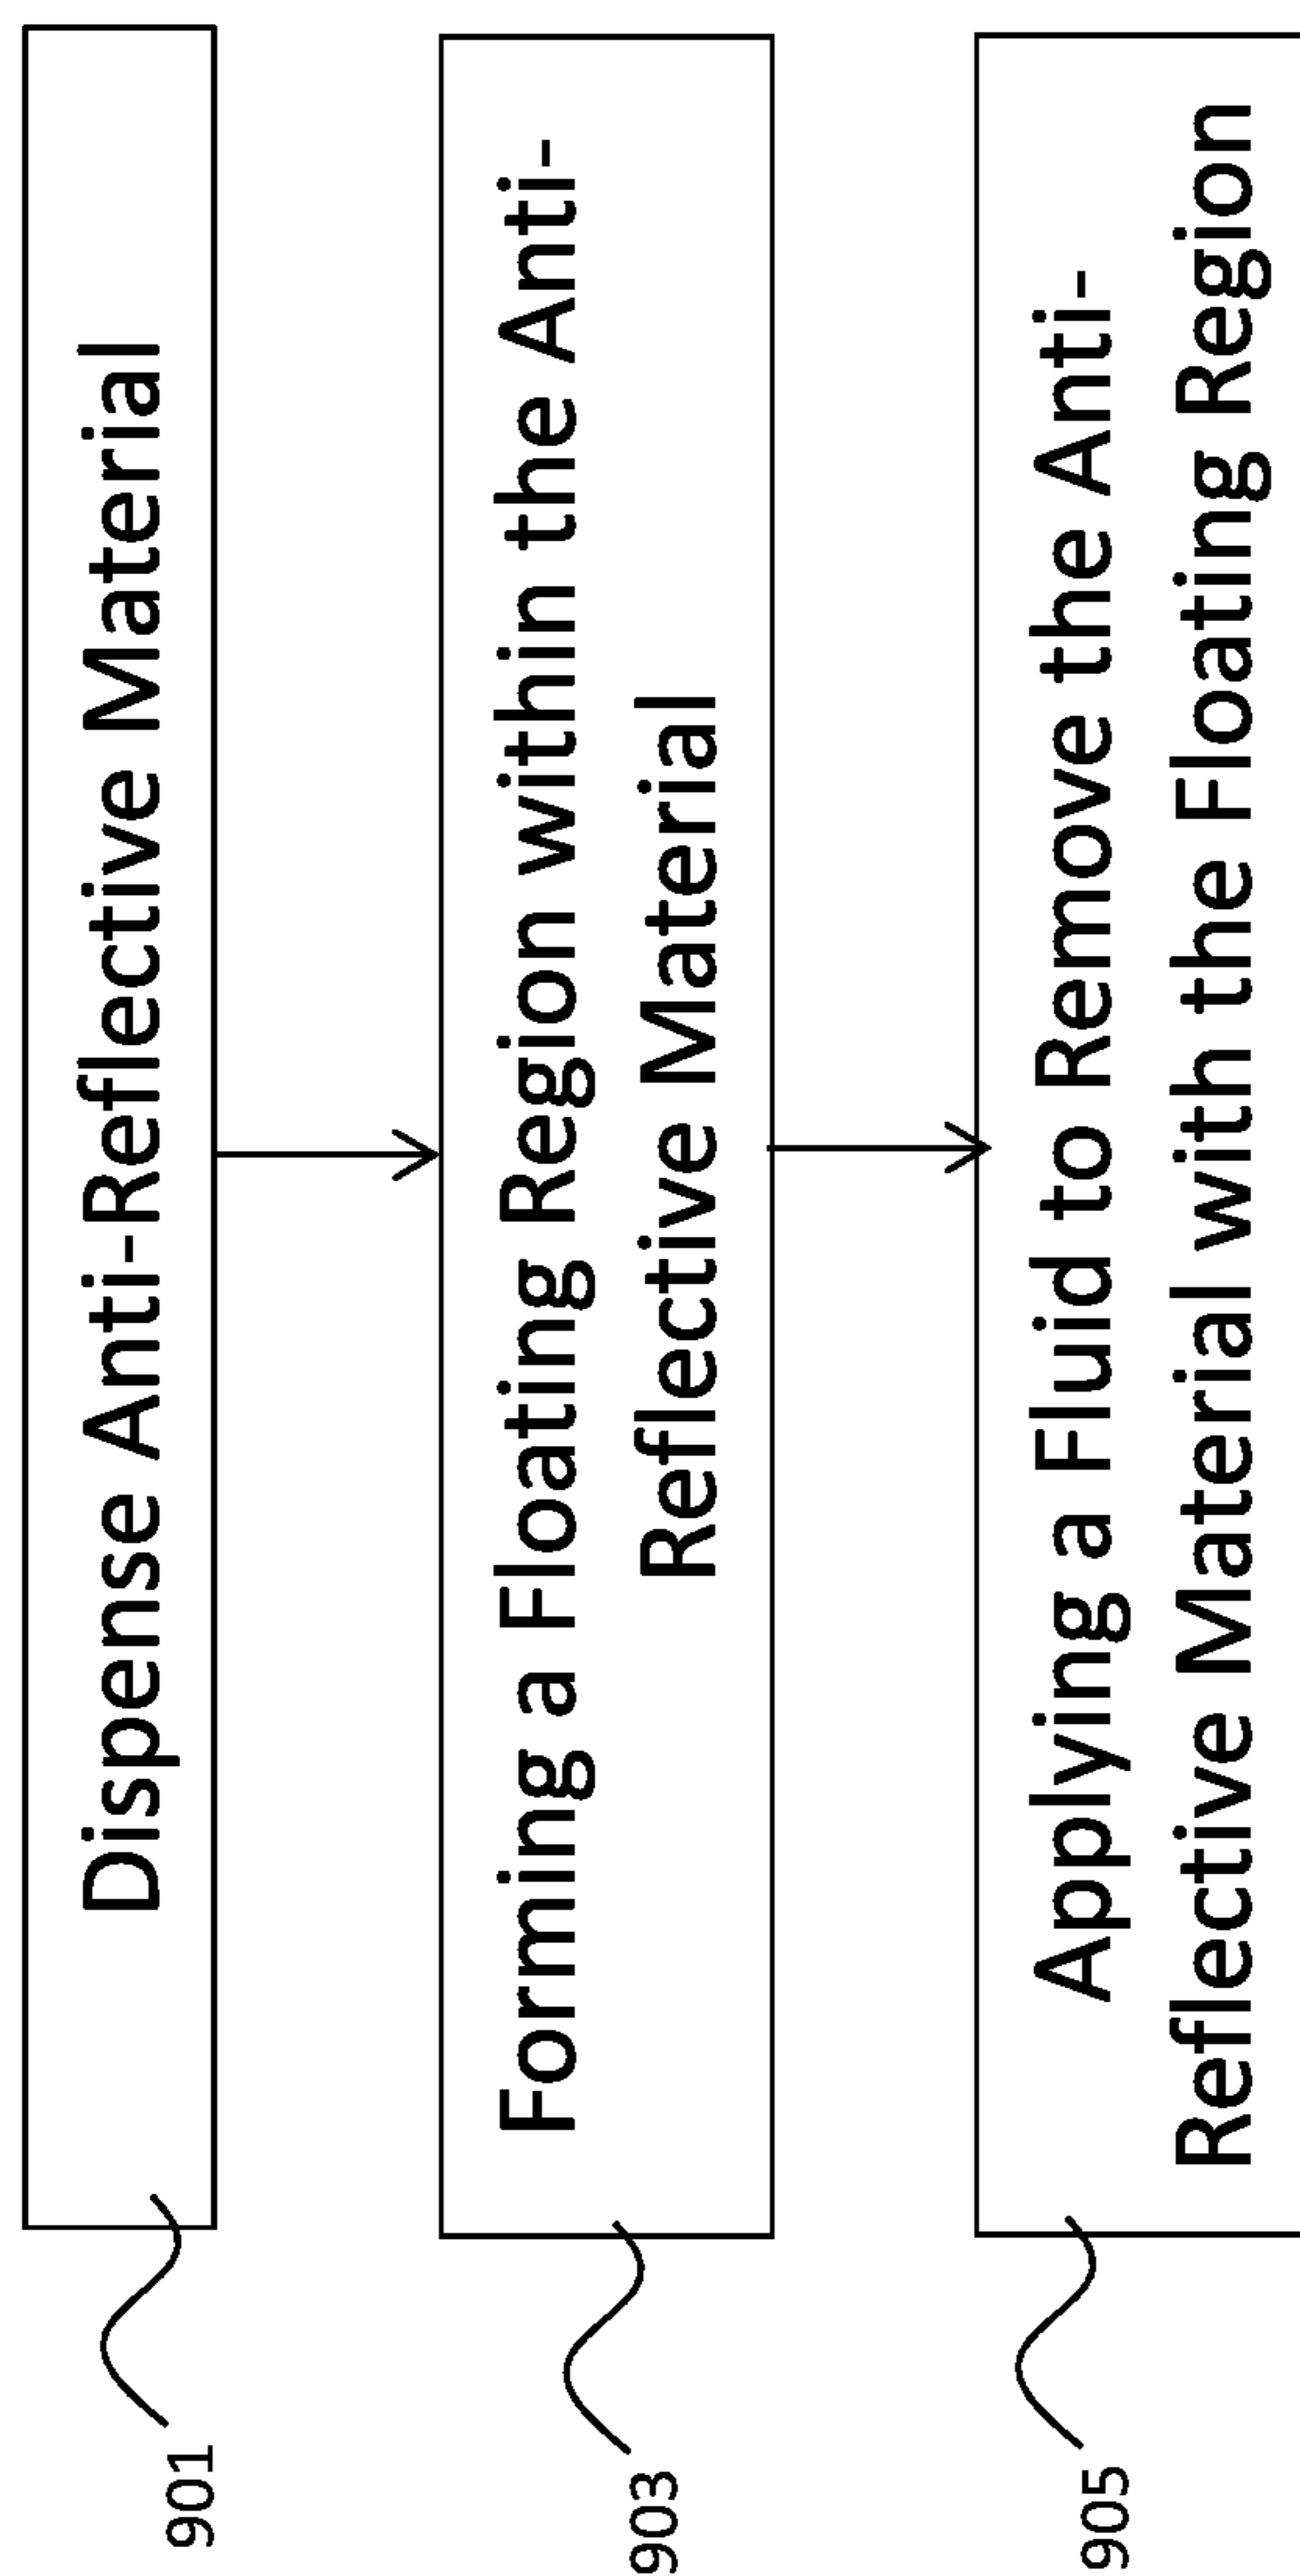 Dispense Anti-Reflective Material
901
Forming a Floating Region within the Anti-
Reflective Material
903
Applying a Fluid to Remove the Anti-
Reflective Material with the Floating Region
905